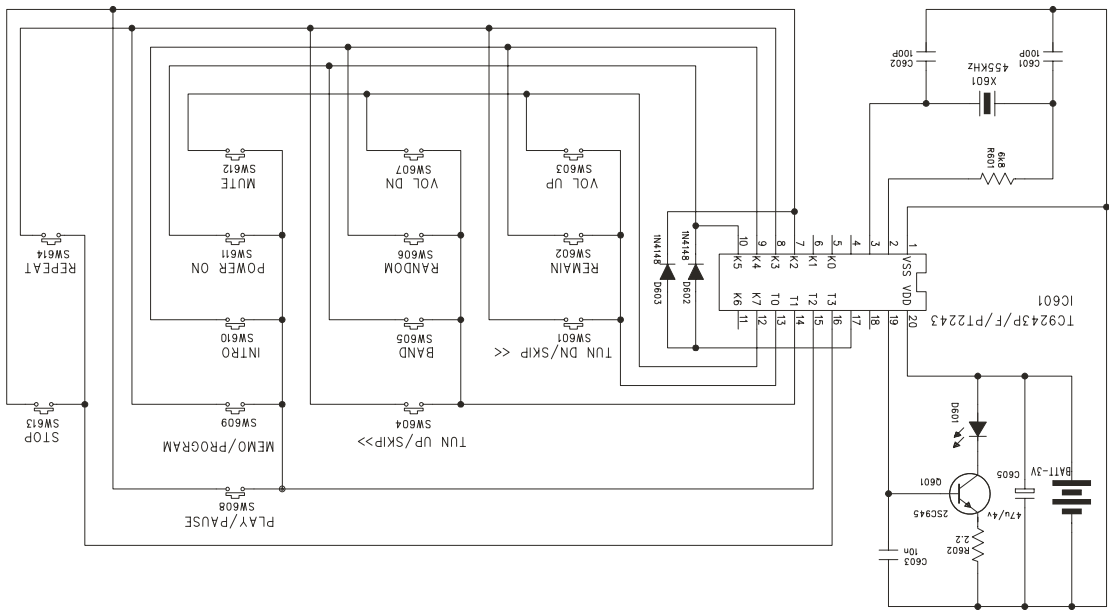 C602
100P
C601
100P
X601
455KHz
R601
6k8
SW612
MUTE
SW607
VOL DN
SW603
VOL UP
SW614
REPEAT
SW611
POWER ON
SW606
RANDOM
SW602
REMAIN
SW610
INTRO
SW605
BAND
SW601
TUN DN/SKIP <<
SW613
STOP
SW609
MEMO/PROGRAM
SW604
TUN UP/SKIP>>
SW608
PLAY/PAUSE
1N4148
D603
1N4148
D602
10 9 8 7 6 5 4 3 2 1
K5 K4 K3 K2 K1 K0 VSS
K6 K7 T0 T1 T2 T3 VDD
11 12 13 14 15 16 17 18 19 20
IC601
TC9243P/F/PT2243
D601
Q601
2SC945
C605
47u/4v
BATT-3V
R602
2.2
C603
10n